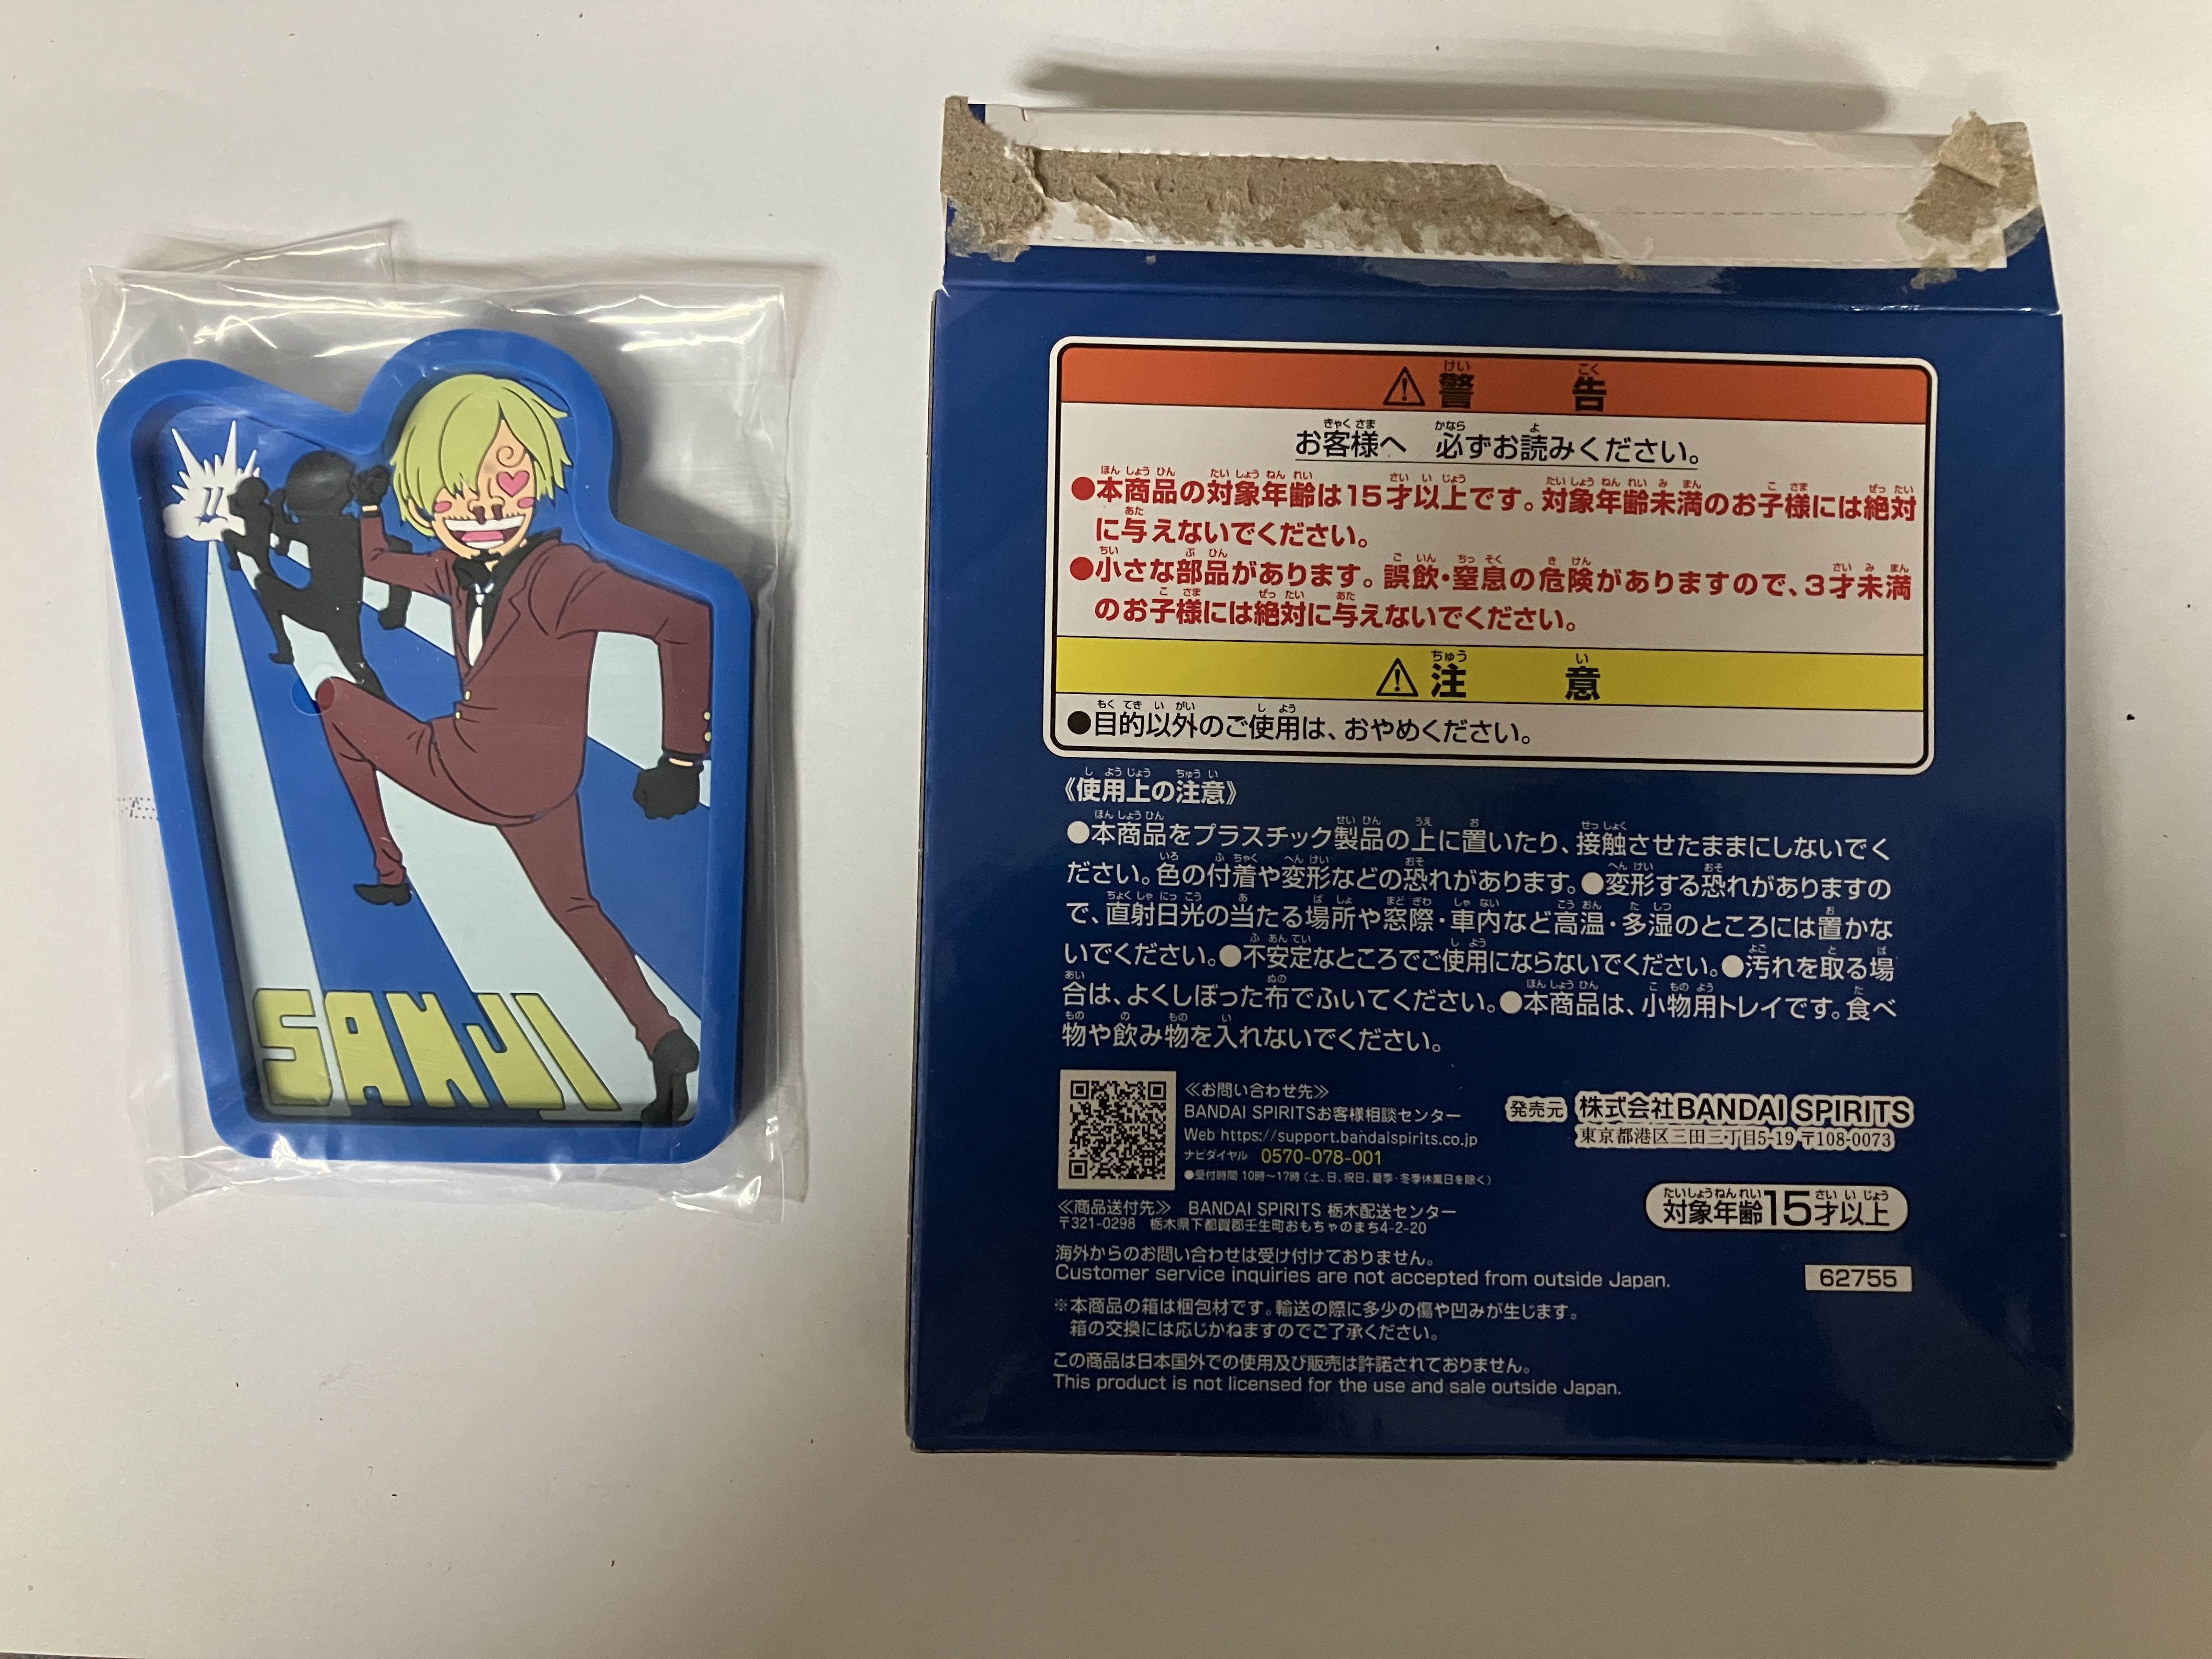 SANJI
警告
お客様へ 必ずお読みください。
●本商品の対象年齢は15才以上です。対象年齢未満のお子様には絶対
に与えないでください。
●小さな部品があります。誤飲・窒息の危険がありますので、3才未満
のお子様には絶対に与えないでください。
注意
●目的以外のご使用は、おやめください。
《使用上の注意》
●本商品をプラスチック製品の上に置いたり、接触させたままにしないでく
ださい。色の付着や変形などの恐れがあります。●変形する恐れがありますの
で、直射日光の当たる場所や窓際・車内など高温・多湿のところには置かな
いでください。●不安定なところでご使用にならないでください。●汚れを取る場
合は、よくしぼった布でふいてください。●本商品は、小物用トレイです。食べ
物や飲み物を入れないでください。
≪お問い合わせ先≫
BANDAI SPIRITSお客様相談センター
Web https://support.bandaispirits.co.jp
ナビダイヤル 0570-078-001
●受付時間 10時～17時(土、日、祝日、夏季・冬季休業日を除く)
発売元 株式会社BANDAI SPIRITS
東京都港区三田三丁目5-19 〒108-0073
≪商品送付先≫ BANDAI SPIRITS 栃木配送センター
〒321-0298 栃木県下都賀郡壬生町おもちゃのまち4-2-20
対象年齢15才以上
海外からのお問い合わせは受け付けておりません。
Customer service inquiries are not accepted from outside Japan.
62755
※本商品の箱は梱包材です。輸送の際に多少の傷や凹みが生じます。
箱の交換には応じかねますのでご了承ください。
この商品は日本国外での使用及び販売は許諾されておりません。
This product is not licensed for the use and sale outside Japan.